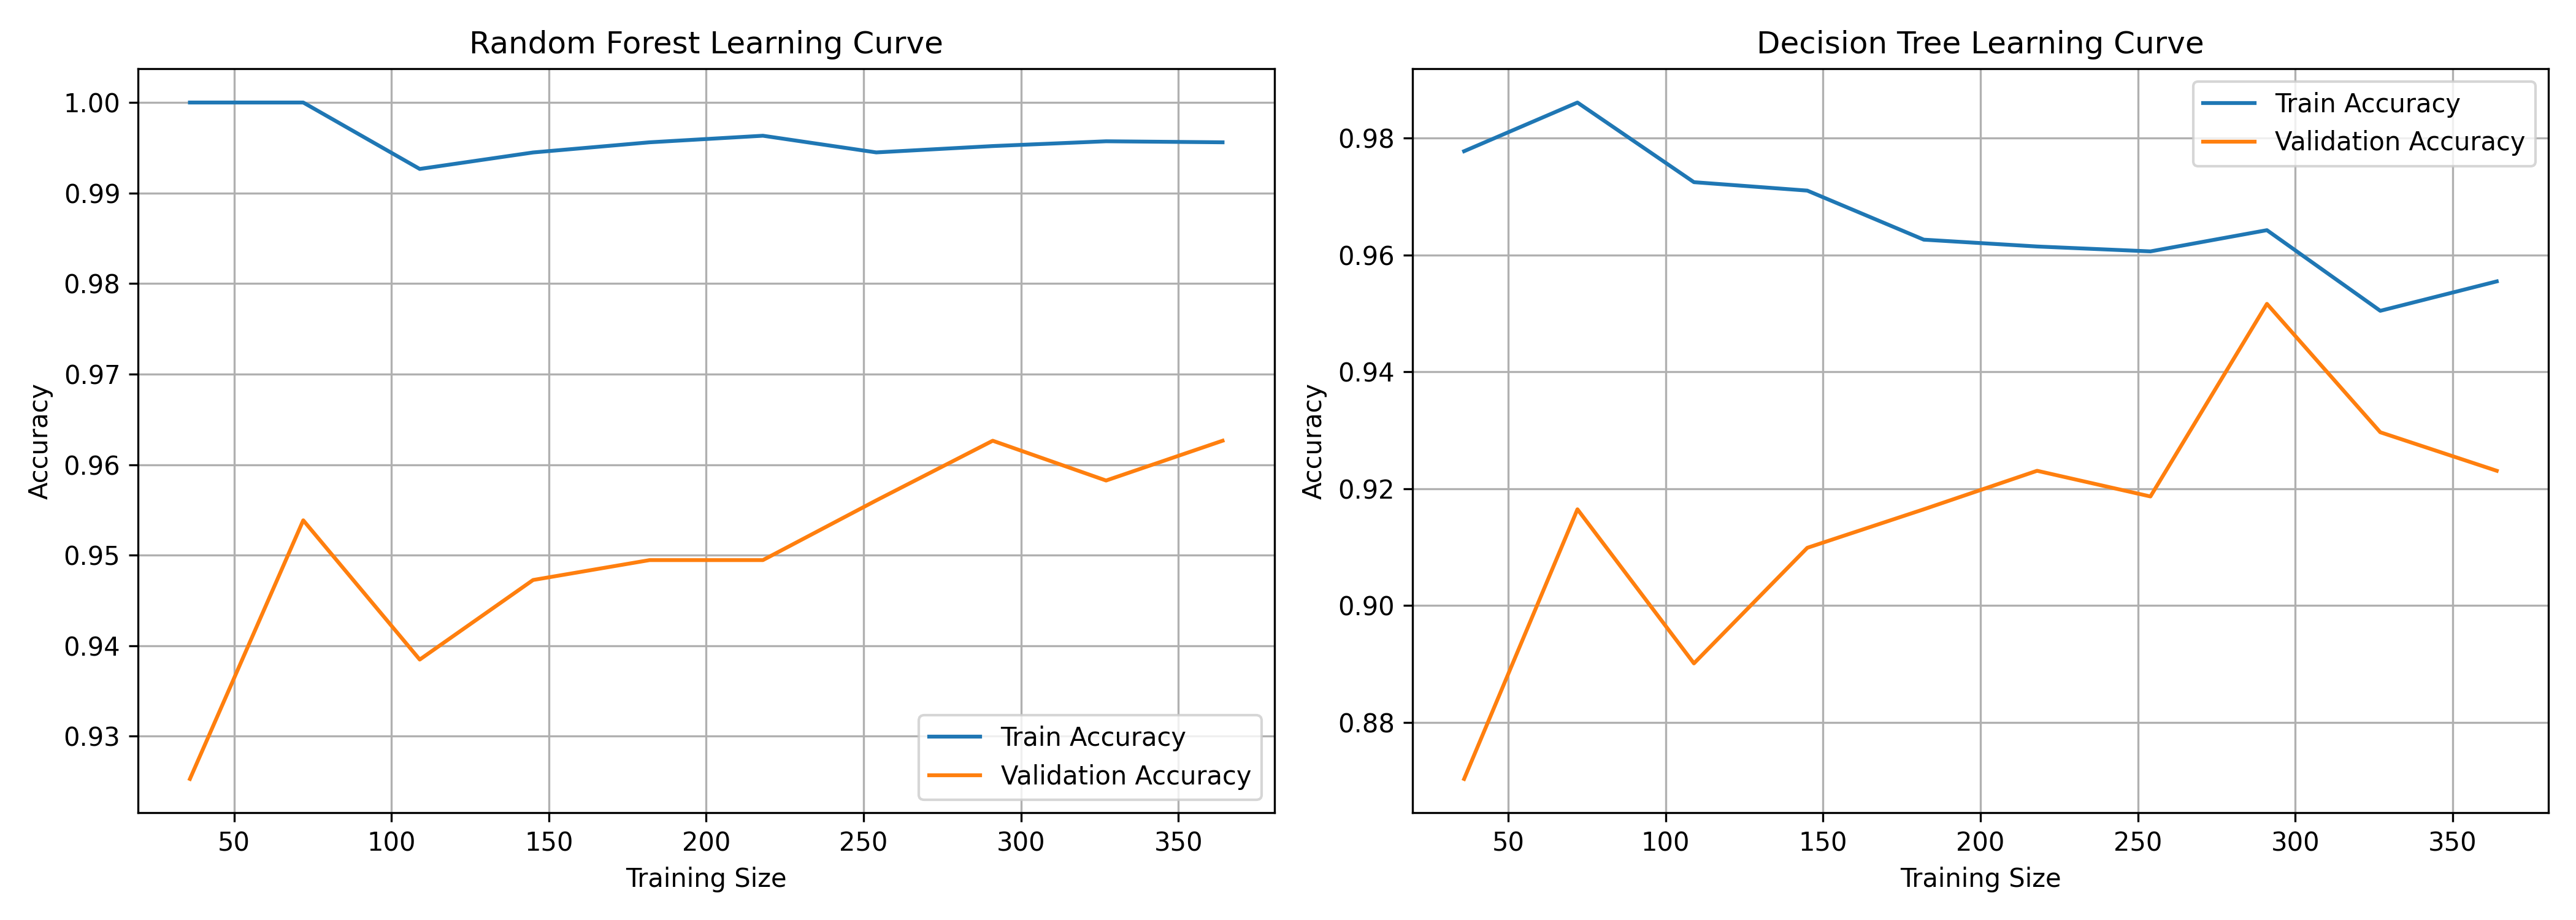 Random Forest Learning Curve
1.00
0.99
0.98
0.97
0.96
0.95
0.94
0.93
Accuracy
50 100 150 200 250 300 350
Training Size
Train Accuracy
Validation Accuracy
Decision Tree Learning Curve
0.98
0.96
0.94
0.92
0.90
0.88
Accuracy
50 100 150 200 250 300 350
Training Size
Train Accuracy
Validation Accuracy